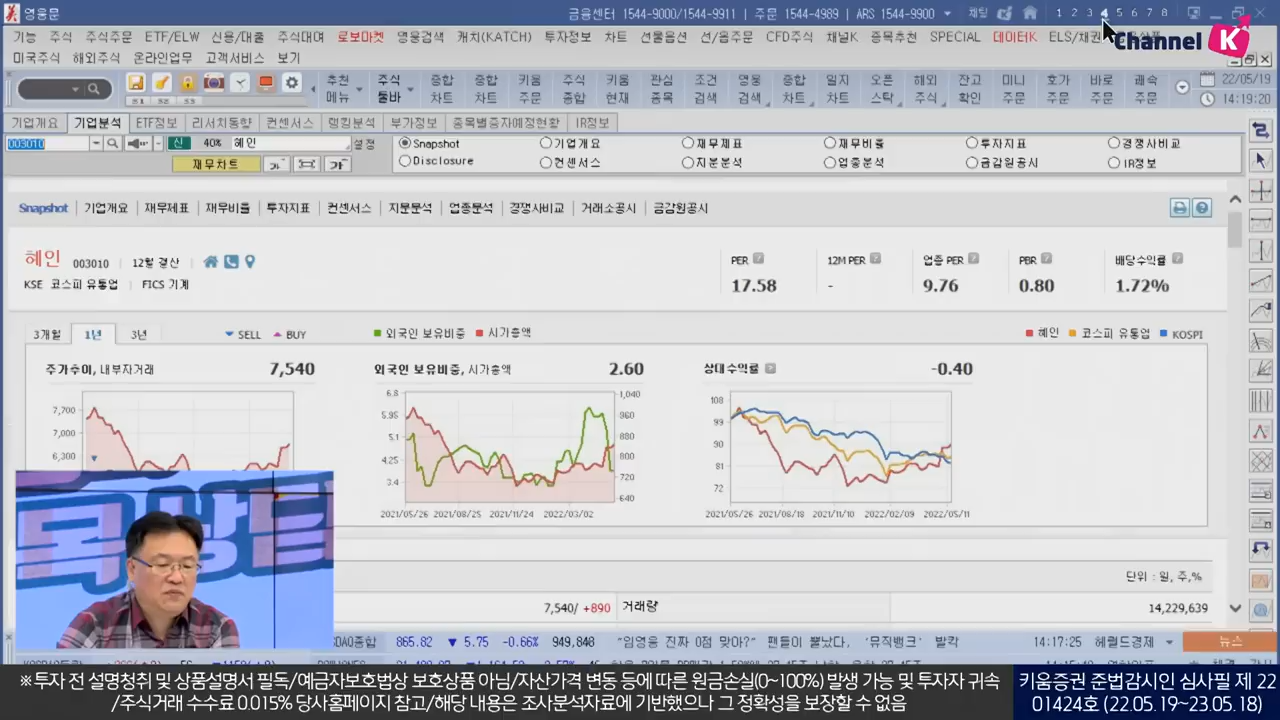 영웅문
금융센터 1544-9000/1544-9911 | 주문 1544-4989 | ARS 1544-9900
채팅
1 2 3 4 5 6 7 8
기능 주식 주식주문 ETF/ELW 신용/대출 주식대여 로보마켓 영웅검색
차트 선물옵션 선/옵주문 CFD주식 채널K 종목추천 SPECIAL 데이터K
Channel K
미국주식 해외주식 온라인업무 고객서비스 보기
추천 메뉴
주식 툴바
종합 차트
종합 차트
키움 주문
주식 종합
키움 현재
관심 종목
조건 검색
영웅 검색
종합 차트
틱지 차트
오픈 스탁
해외 주식
잔고 확인
미니 주문
호가 주문
바로 주문
쾌속 주문
22/05/19
14:19:20
S1 S2 S3
기업개요 기업분석 ETF정보 리서치동향 컨센서스 랭킹분석 부가정보 종목별증자예정현황 IR정보
003010 신 40% 혜인 설정
Snapshot 기업개요 재무제표 재무비율 투자지표 경쟁사비교
재무차트
Disclosure 컨센서스 지분분석 업종분석 금감원공시 IR정보
Snapshot 기업개요 재무제표 재무비율 투자지표 컨센서스 지분분석 업종분석 경쟁사비교 거래소공시 금감원공시
혜인 003010 12월 결산
KSE 코스피 유통업 FICS 기계
PER 12M PER 업종 PER PBR 배당수익률
17.58 - 9.76 0.80 1.72%
3개월 1년 3년
SELL BUY
외국인 보유비중 시가총액
혜인 코스피 유통업 KOSPI
주가추이, 내부자거래 7,540
외국인 보유비중, 시가총액 2.60
상대수익률 -0.40
7,700
7,000
6,300
6.8
5.95
5.1
4.25
3.4
1,040
960
880
800
720
640
2021/05/26 2021/08/25 2021/11/24
108
99
90
81
72
2021/05/26 2021/08/18 2021/11/10 2022/02/09 2022/05/11
단위 : 원, 주,%
7,540/ +890 거래량 14,229,639
865.82 ▼ 5.75 -0.66%
"임영웅 진짜 0점 맞아?" 팬들이 뿔났다, '뮤직뱅크' 발칵
14:17:25 헤럴드경제
뉴스
※ 투자 전 설명청취 및 상품설명서 필독/예금자보호법상 보호상품 아님/자산가격 변동 등에 따른 원금손실(0~100%) 발생 가능 및 투자자 귀속
/주식거래 수수료 0.015% 당사홈페이지 참고/해당 내용은 조사분석자료에 기반했으나 그 정확성을 보장할 수 없음
키움증권 준법감시인 심사필 제 22
01424호 (22.05.19~23.05.18)